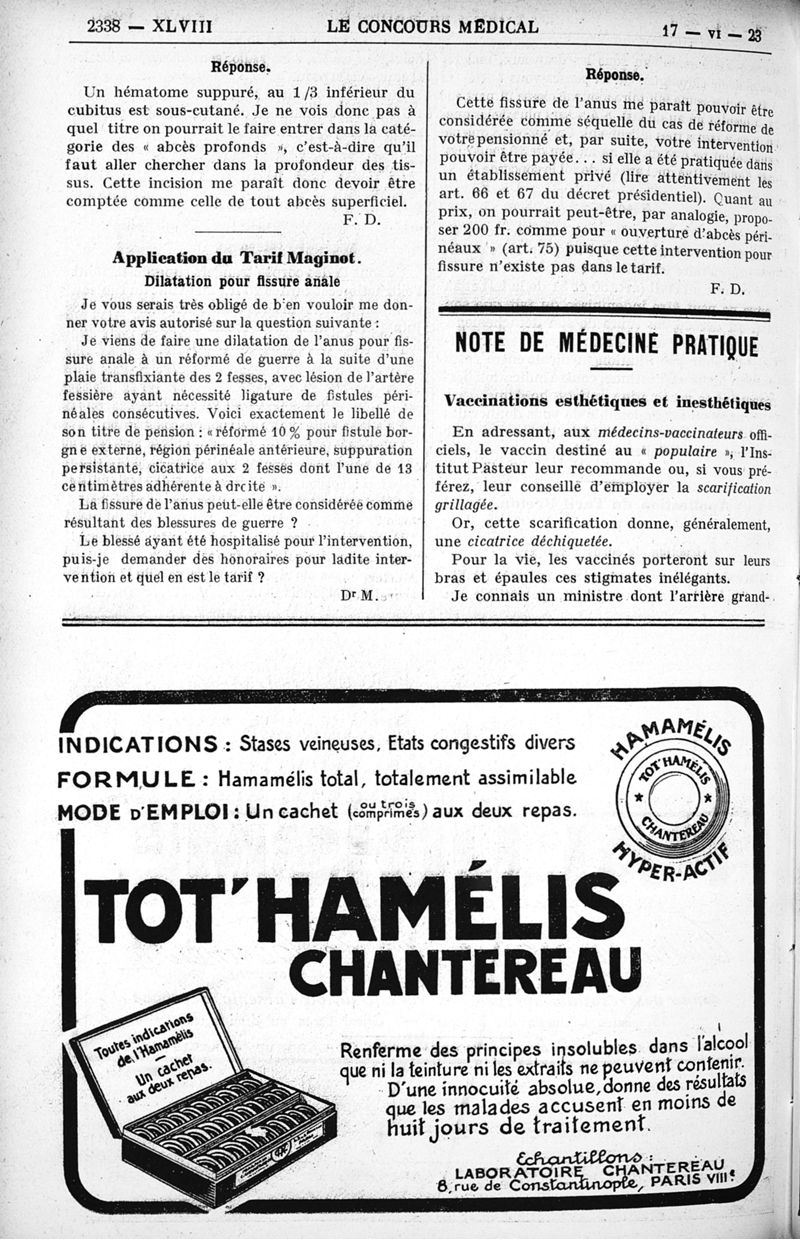 2338 — XLVIII LE CONCOURS MÉDICAL 17 — VI — 23
Réponse.
Un hématome suppuré, au 1/3 inférieur du
cubitus est sous-cutané. Je ne vois donc pas à
quel titre on pourrait le faire entrer dans la caté-
gorie des « abcès profonds », c'est-à-dire qu'il
faut aller chercher dans la profondeur des tis-
sus. Cette incision me paraît donc devoir être
comptée comme celle de tout abcès superficiel.
F. D.
Application du Tarif Maginot.
Dilatation pour fissure anale
Je vous serais très obligé de b'en vouloir me don-
ner votre avis autorisé sur la question suivante :
Je viens de faire une dilatation de l'anus pour fis-
sure anale à un réformé de guerre à la suite d'une
plaie transfixiante des 2 fesses, avec lésion de l'artère
fessière ayant nécessité ligature de fistules péri-
néales consécutives. Voici exactement le libellé de
son titre de pension : « réformé 10 % pour fistule bor-
gne externe, région périnéale antérieure, suppuration
persistante, cicatrice aux 2 fesses dont l'une de 13
centimètres adhérente à drcite ».
La fissure de l'anus peut-elle être considérée comme
résultant des blessures de guerre ?
Le blessé ayant été hospitalisé pour l'intervention,
puis-je demander des honoraires pour ladite inter-
vention et quel en est le tarif ?
Dr M.
Réponse.
Cette fissure de l'anus me paraît pouvoir être
considérée comme séquelle du cas de réforme de
votre pensionné et, par suite, votre intervention
pouvoir être payée... si elle a été pratiquée dans
un établissement privé (lire attentivement les
art. 66 et 67 du décret présidentiel). Quant au
prix, on pourrait peut-être, par analogie, propo-
ser 200 fr. comme pour « ouverture d'abcès péri-
néaux » (art. 75) puisque cette intervention pour
fissure n'existe pas dans le tarif.
F. D.
NOTE DE MÉDECINE PRATIQUE
Vaccinations esthétiques et inesthétiques
En adressant, aux médecins-vaccinateurs offi-
ciels, le vaccin destiné au « populaire », l'Ins-
titut Pasteur leur recommande ou, si vous pré-
férez, leur conseille d'employer la scarification
grillagée.
Or, cette scarification donne, généralement,
une cicatrice déchiquetée.
Pour la vie, les vaccinés porteront sur leurs
bras et épaules ces stigmates inélégants.
Je connais un ministre dont l'arrière grand-
INDICATIONS : Stases veineuses, Etats congestifs divers
FORMULE : Hamamélis total, totalement assimilable
MODE D'EMPLOI : Un cachet (ou trois comprimés) aux deux repas.
HAMAMÉLIS
TOT'HAMÉLIS
CHANTEREAU
HYPER-ACTIF
TOT'HAMÉLIS
CHANTEREAU
Toutes indications
de l'Hamamélis
—
Un cachet
aux deux repas.
Renferme des principes insolubles dans l'alcool
que ni la teinture ni les extraits ne peuvent contenir.
D'une innocuité absolue, donne des résultats
que les malades accusent en moins de
huit jours de traitement.
Echantillons :
LABORATOIRE CHANTEREAU
8, rue de Constantinople, PARIS VIIIe